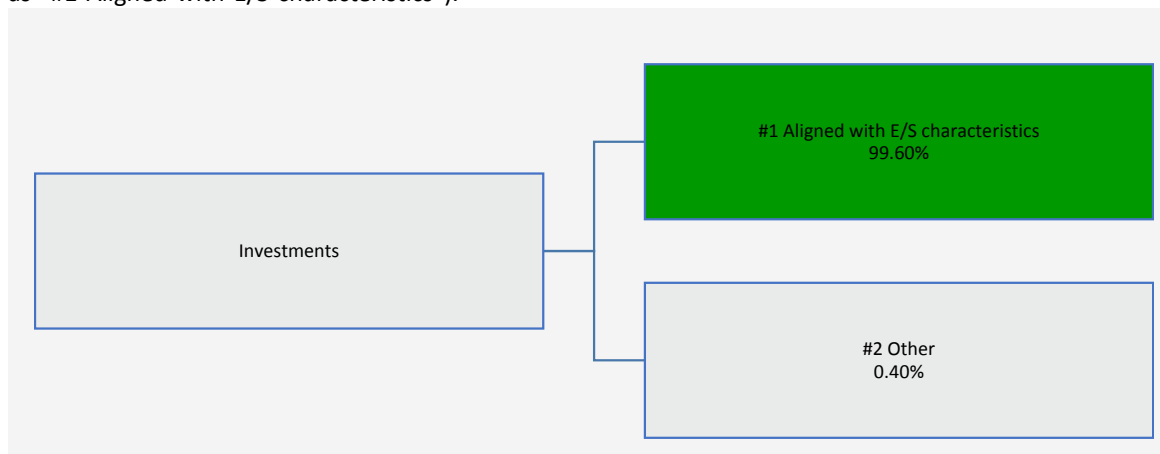 #1 Aligned with E/S characteristics
99.60%
Investments
#2 Other
0.40%